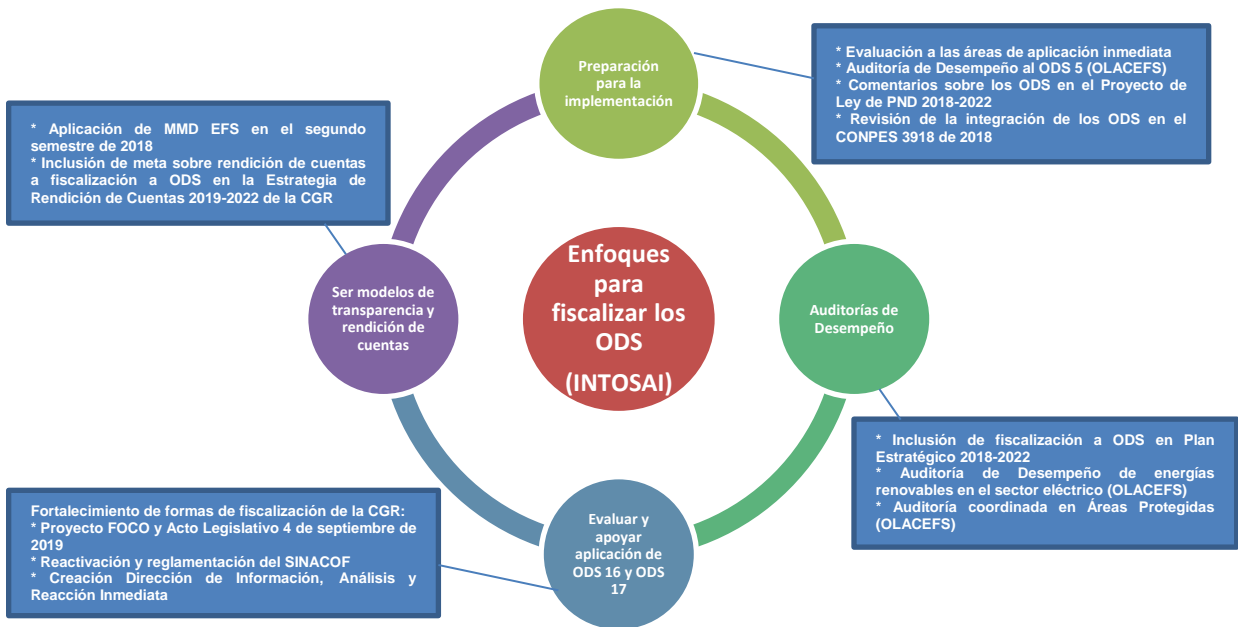 Preparación
para la
implementación
* Evaluación a las áreas de aplicación inmediata
* Auditoría de Desempeño al ODS 5 (OLACEFS)
* Comentarios sobre los ODS en el Proyecto de
Ley de PND 2018-2022
* Revisión de la integración de los ODS en el
CONPES 3918 de 2018
* Aplicación de MMD EFS en el segundo
semestre de 2018
* Inclusión de meta sobre rendición de cuentas
a fiscalización a ODS en la Estrategia de
Rendición de Cuentas 2019-2022 de la CGR
Enfoques
para
fiscalizar los
ODS
(INTOSAI)
Ser modelos de
transparencia y
rendición de
cuentas
Auditorías de
Desempeño
* Inclusión de fiscalización a ODS en Plan
Estratégico 2018-2022
* Auditoría de Desempeño de energías
renovables en el sector eléctrico (OLACEFS)
* Auditoría coordinada en Áreas Protegidas
(OLACEFS)
Fortalecimiento de formas de fiscalización de la CGR:
* Proyecto FOCO y Acto Legislativo 4 de septiembre de
2019
* Reactivación y reglamentación del SINACOF
* Creación Dirección de Información, Análisis y
Reacción Inmediata
Evaluar y
apoyar
aplicación de
ODS 16 y ODS
17